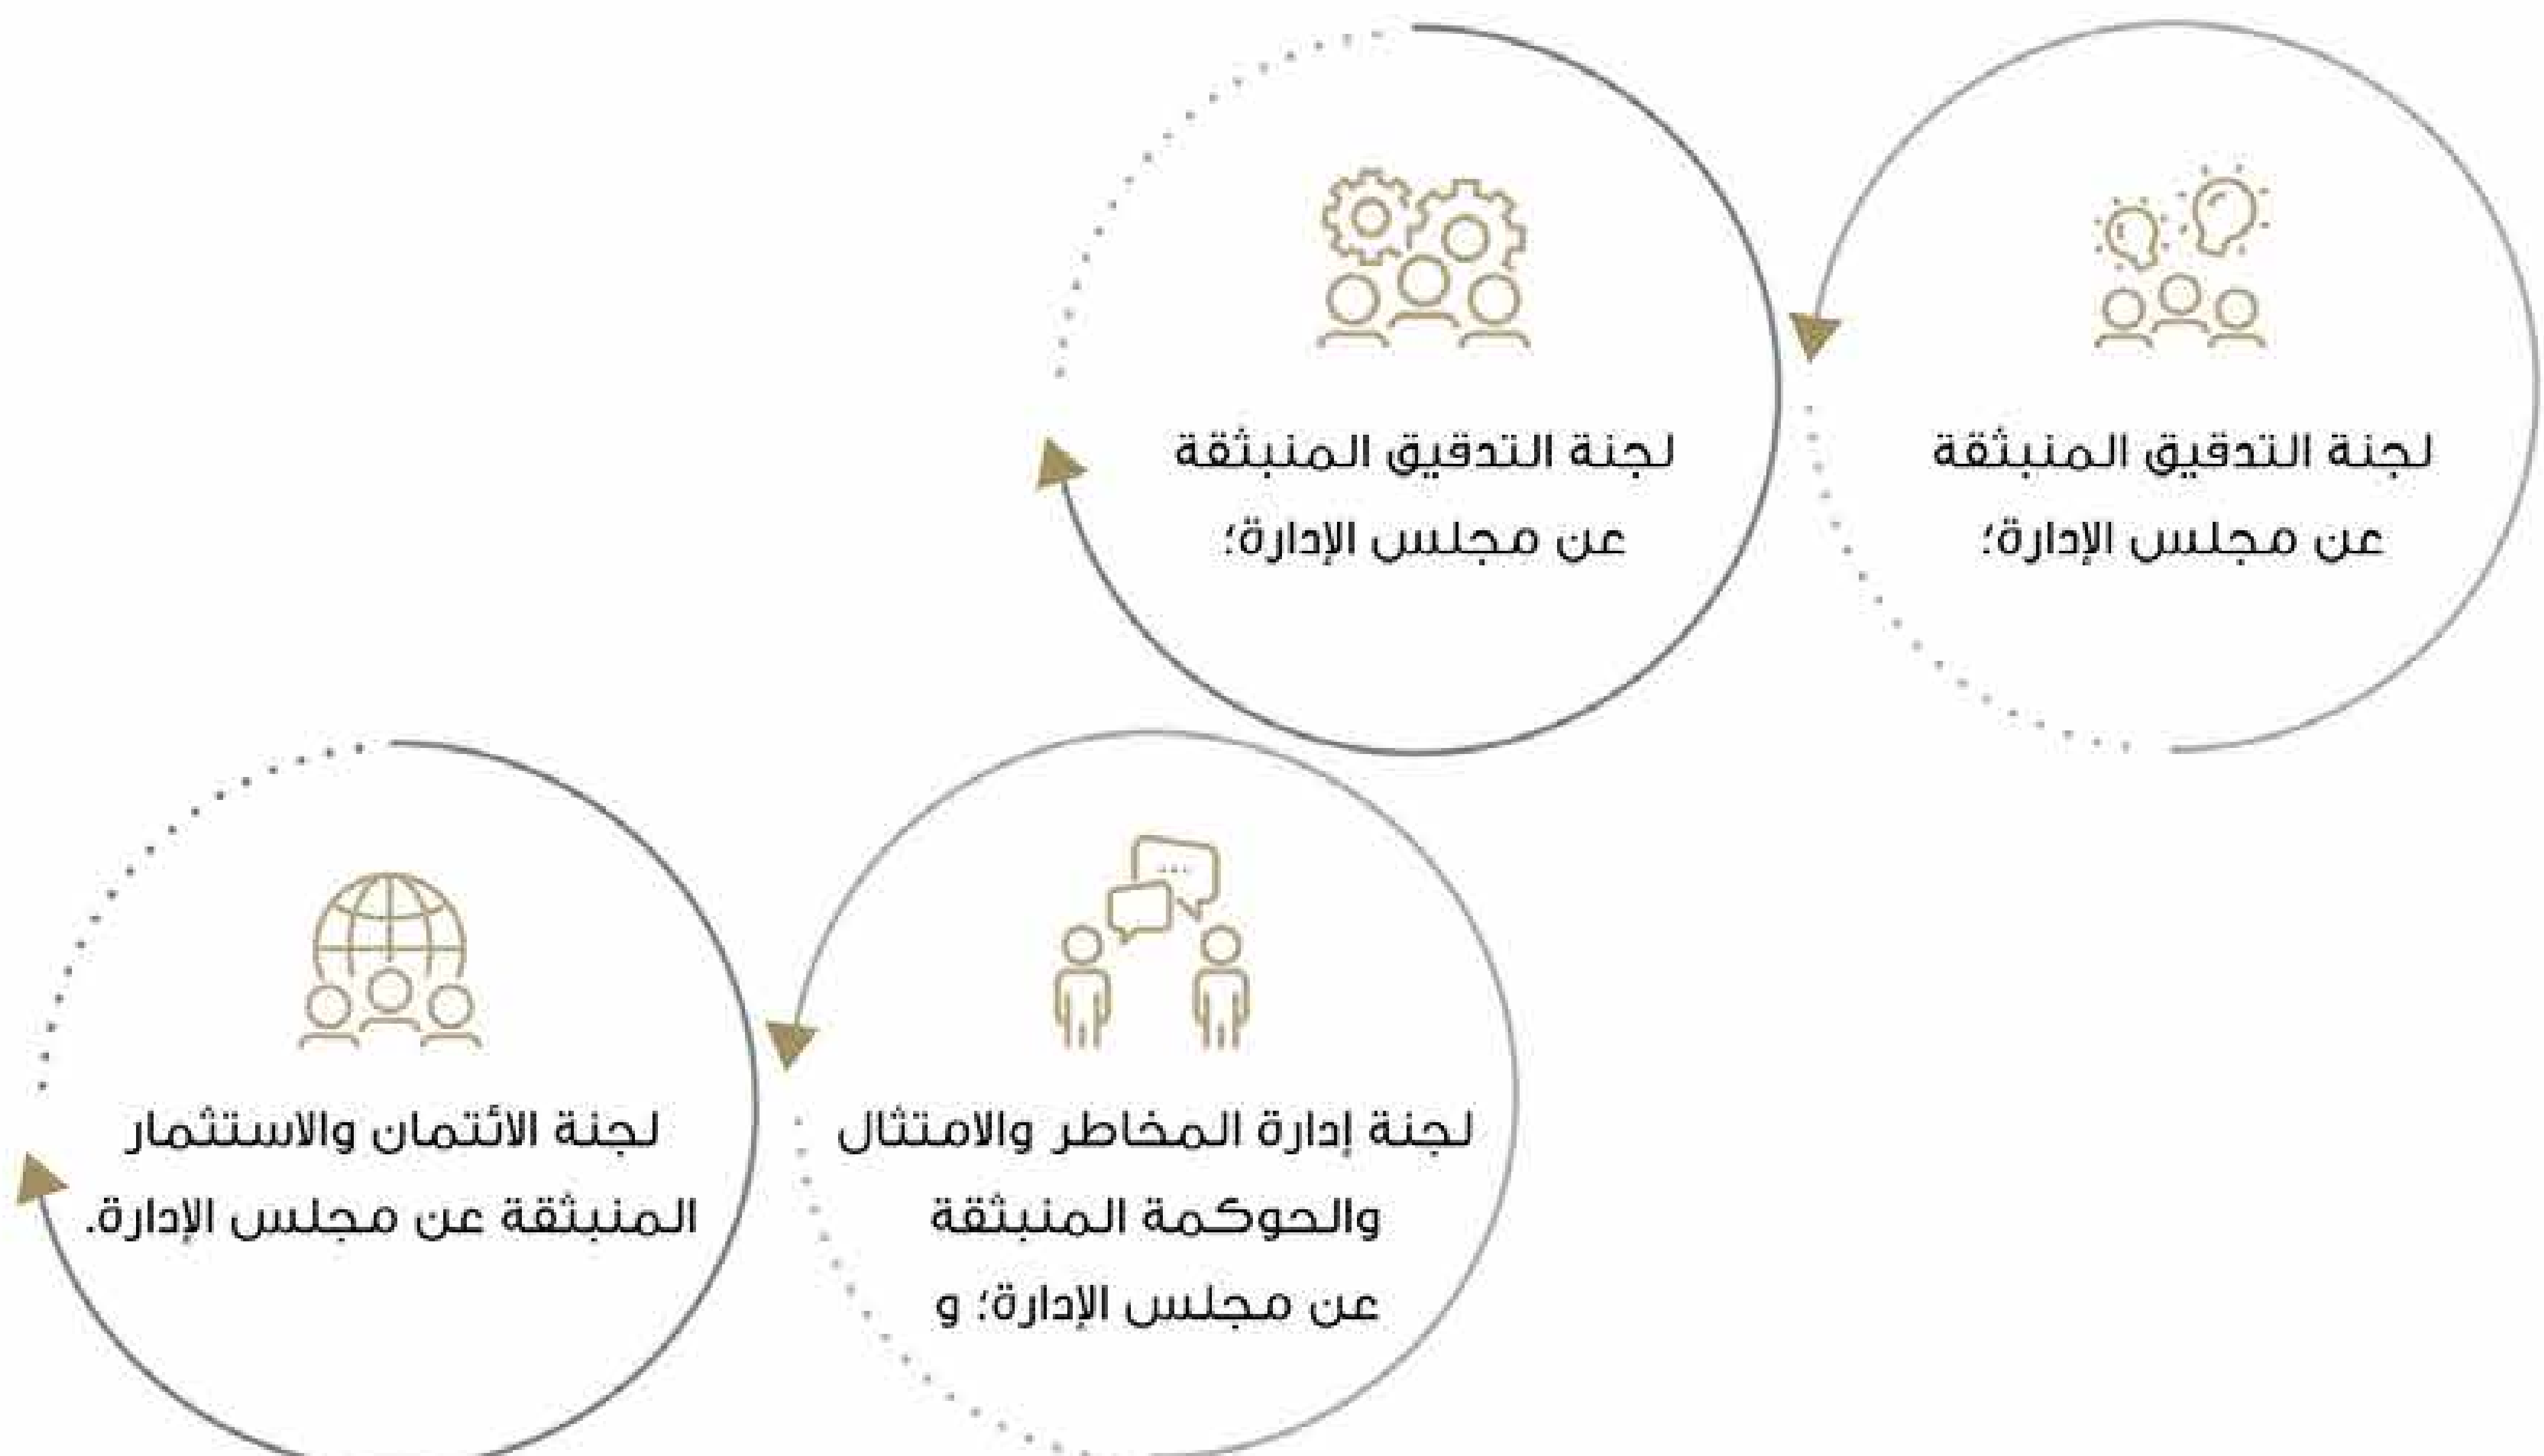 لجنة التدقيق المنبثقة
عن مجلس الإدارة؛
لجنة التدقيق المنبثقة
عن مجلس الإدارة؛
لجنة إدارة المخاطر والامتثال
والحوكمة المنبثقة
عن مجلس الإدارة؛ و
لجنة الائتمان والاستثمار
المنبثقة عن مجلس الإدارة.